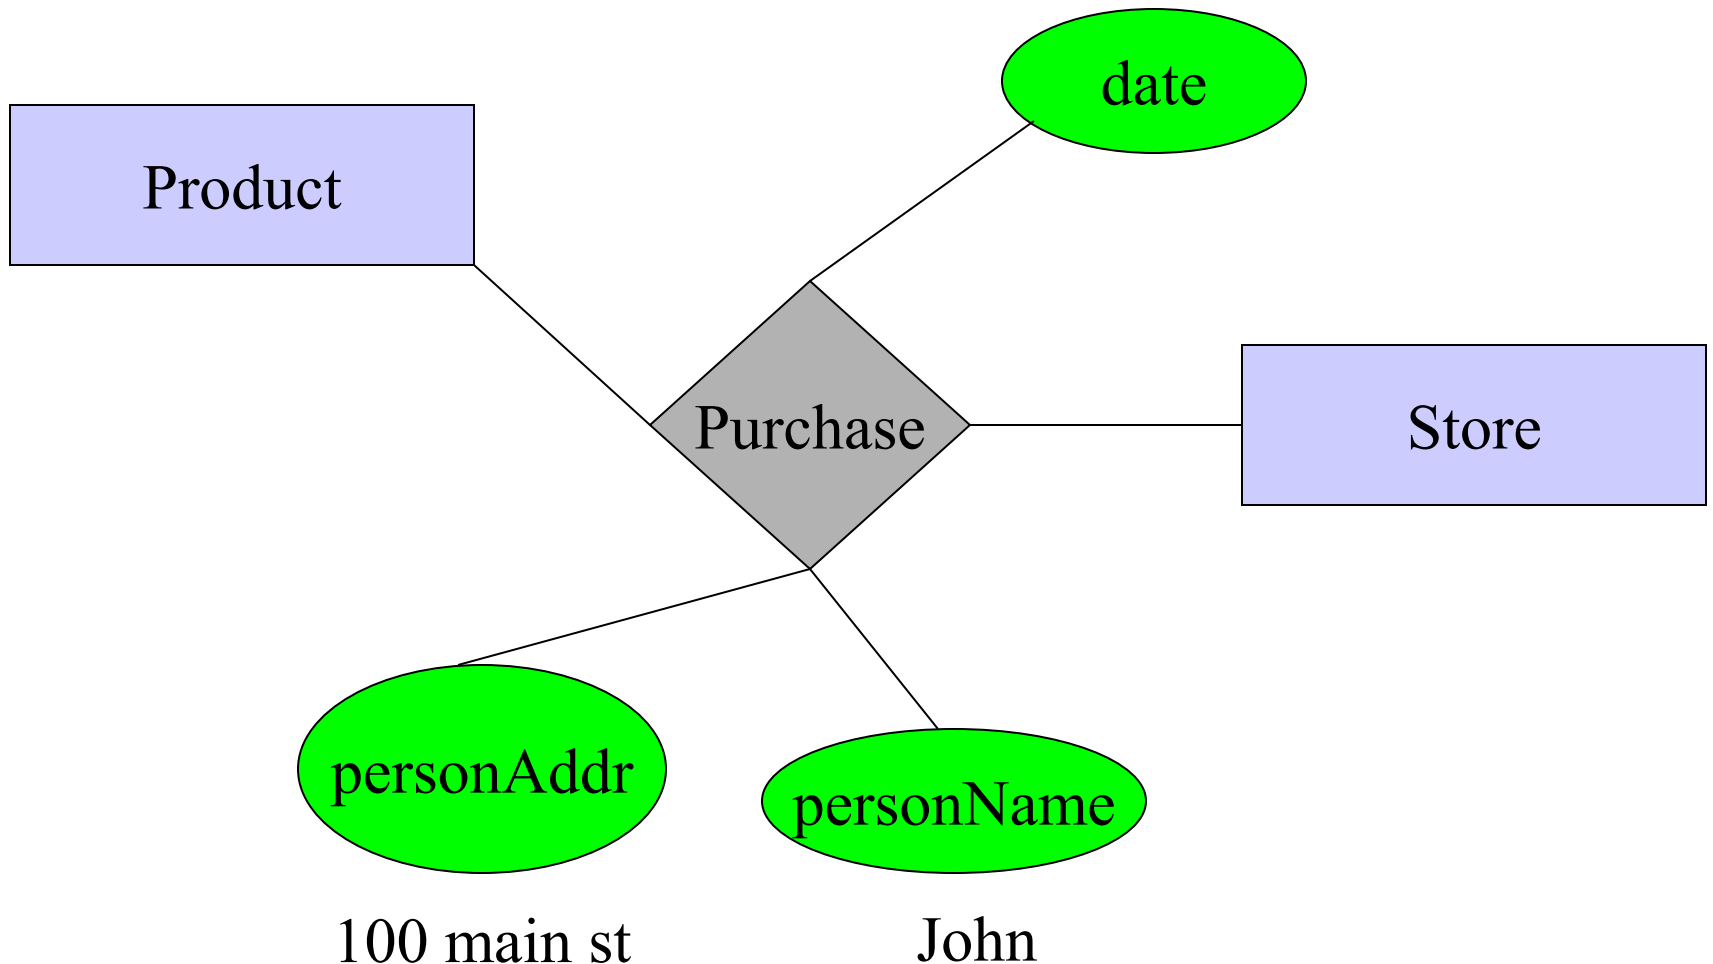 date
Product
Purchase
Store
personAddr
personName
100 main st
John